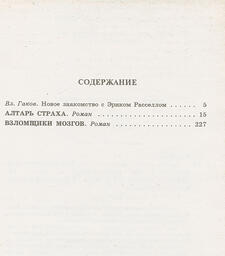 СОДЕРЖАНИЕ
Вл. Гаков. Новое знакомство с Эриком Расселлом . . . . . . 5
АЛТАРЬ СТРАХА. Роман . . . . . . . . . . . . . . . 15
ВЗЛОМЩИКИ МОЗГОВ. Роман . . . . . . . . . . . . 227